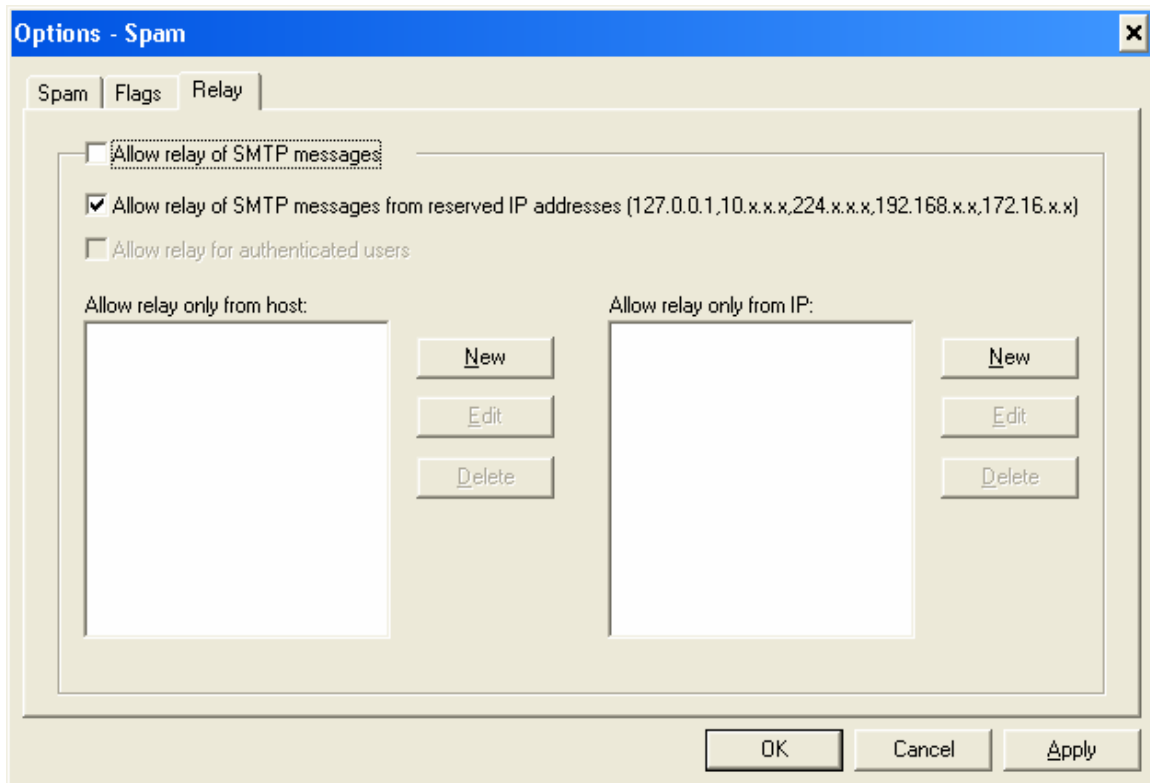 Options - Spam
Spam Flags Relay
Allow relay of SMTP messages
Allow relay of SMTP messages from reserved IP addresses (127.0.0.1,10.x.x.x,224.x.x.x,192.168.x.x,172.16.x.x)
Allow relay for authenticated users
Allow relay only from host: Allow relay only from IP:
New New
Edit Edit
Delete Delete
OK Cancel Apply